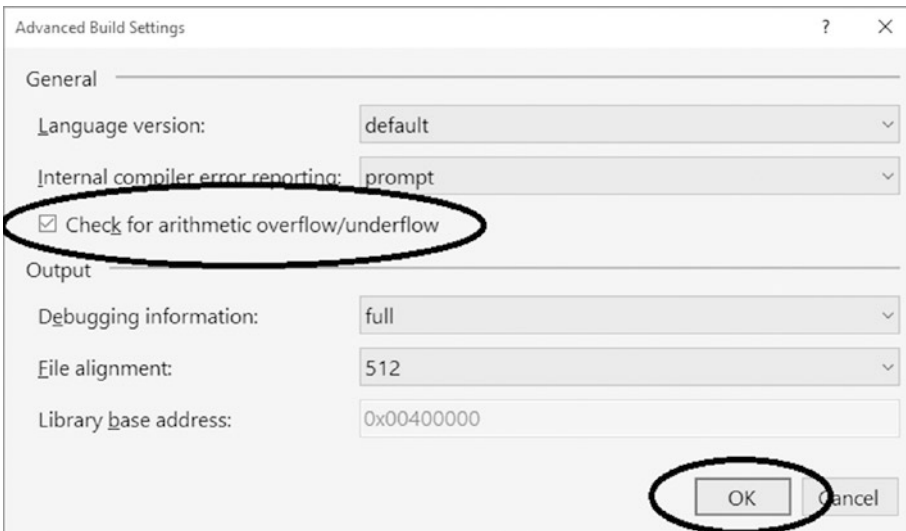 Advanced Build Settings ? ×
General
Language version: default
Internal compiler error reporting: prompt
Check for arithmetic overflow/underflow
Output
Debugging information: full
File alignment: 512
Library base address: 0x00400000
OK Cancel